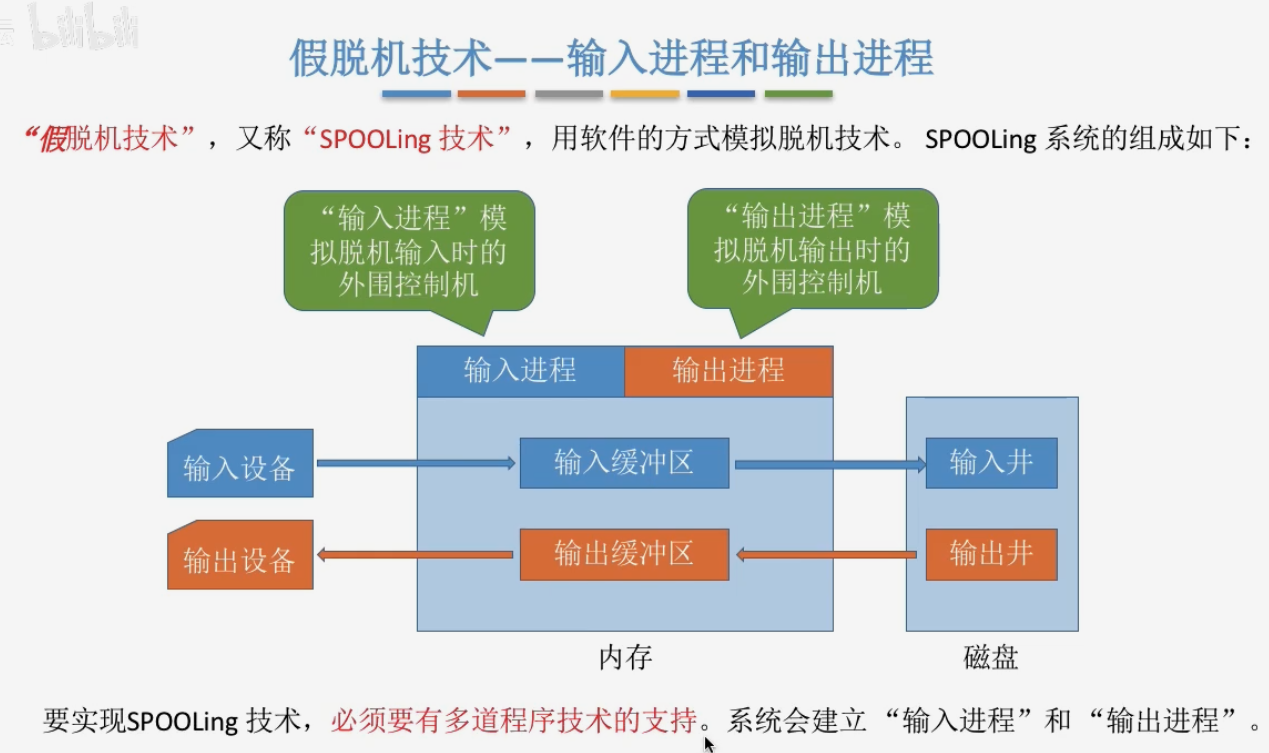 bilibili
假脱机技术——输入进程和输出进程
“假脱机技术”，又称“SPOOLing 技术”，用软件的方式模拟脱机技术。 SPOOLing 系统的组成如下：
“输入进程”模
拟脱机输入时的
外围控制机
“输出进程”模
拟脱机输出时的
外围控制机
输入进程
输出进程
输入设备
输入缓冲区
输入井
输出设备
输出缓冲区
输出井
内存
磁盘
要实现SPOOLing 技术，必须要有多道程序技术的支持。系统会建立 “输入进程”和 “输出进程”。